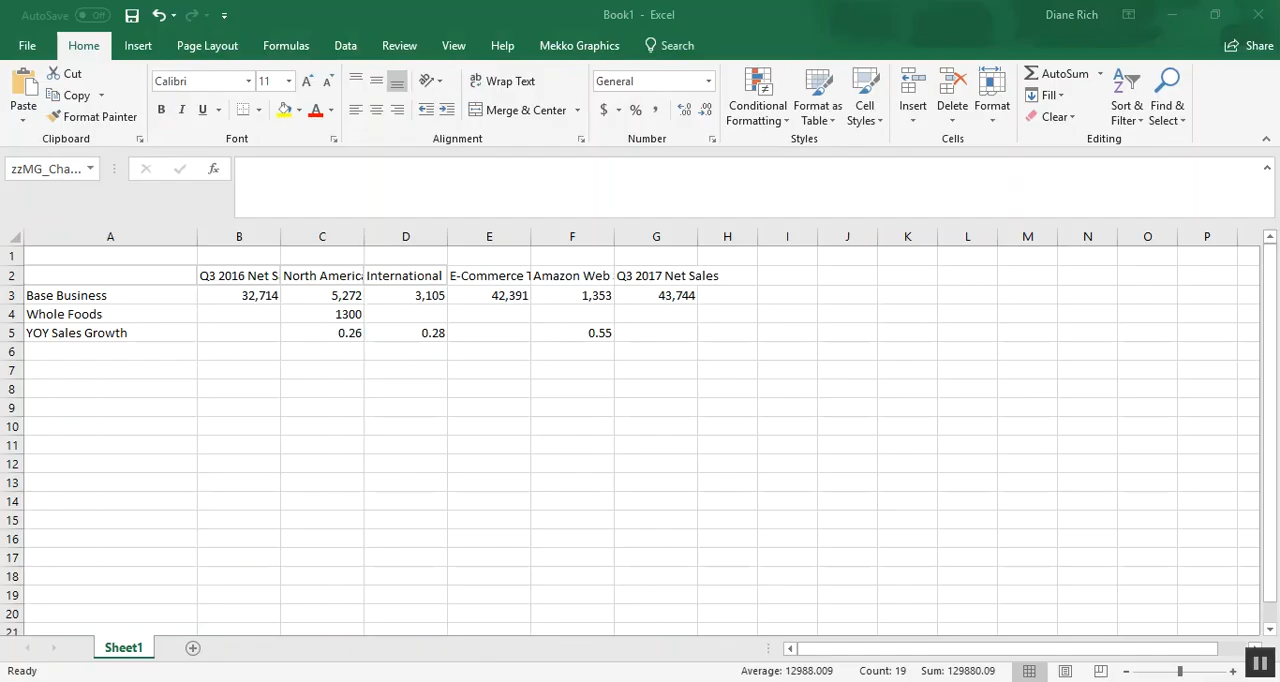 AutoSave Off Book1 - Excel Diane Rich
File Home Insert Page Layout Formulas Data Review View Help Mekko Graphics Search Share
Paste Cut Copy Format Painter Clipboard
Calibri 11 B I U A Font
Wrap Text Merge & Center Alignment
General $ % , Number
Conditional Formatting Format as Table Cell Styles Styles
Insert Delete Format Cells
AutoSum Fill Clear Sort & Filter Find & Select Editing
zzMG_Cha... fx
A B C D E F G H I J K L M N O P
1
2 Q3 2016 Net S North America International E-Commerce T Amazon Web Q3 2017 Net Sales
3 Base Business 32,714 5,272 3,105 42,391 1,353 43,744
4 Whole Foods 1300
5 YOY Sales Growth 0.26 0.28 0.55
6
7
8
9
10
11
12
13
14
15
16
17
18
19
20
21
Sheet1
Ready Average: 12988.009 Count: 19 Sum: 129880.09